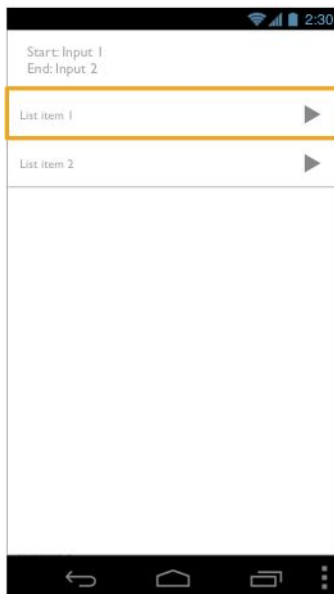 2:30
Start: Input 1
End: Input 2
List item 1
List item 2